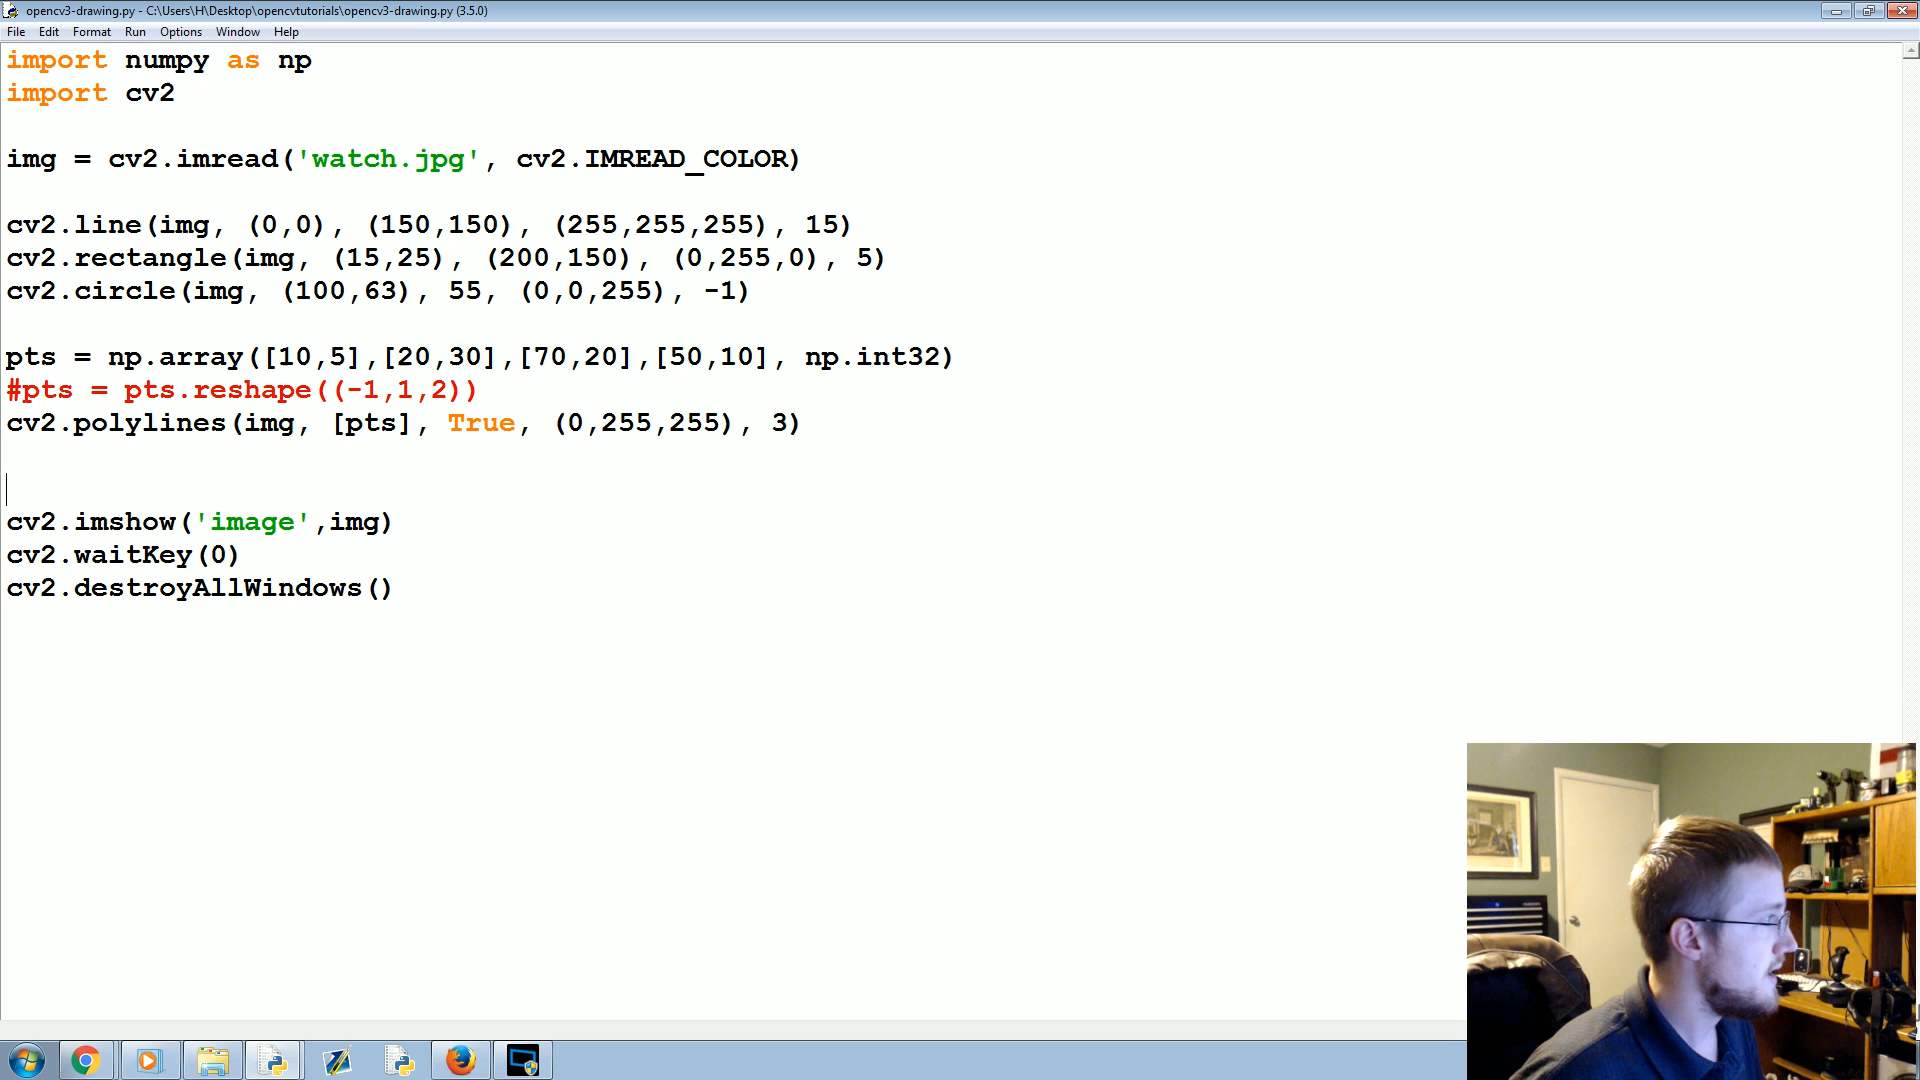 opencv3-drawing.py - C:\Users\H\Desktop\opencvtutorials\opencv3-drawing.py (3.5.0)
File Edit Format Run Options Window Help
import numpy as np
import cv2
img = cv2.imread('watch.jpg', cv2.IMREAD_COLOR)
cv2.line(img, (0,0), (150,150), (255,255,255), 15)
cv2.rectangle(img, (15,25), (200,150), (0,255,0), 5)
cv2.circle(img, (100,63), 55, (0,0,255), -1)
pts = np.array([10,5],[20,30],[70,20],[50,10], np.int32)
#pts = pts.reshape((-1,1,2))
cv2.polylines(img, [pts], True, (0,255,255), 3)
cv2.imshow('image',img)
cv2.waitKey(0)
cv2.destroyAllWindows()